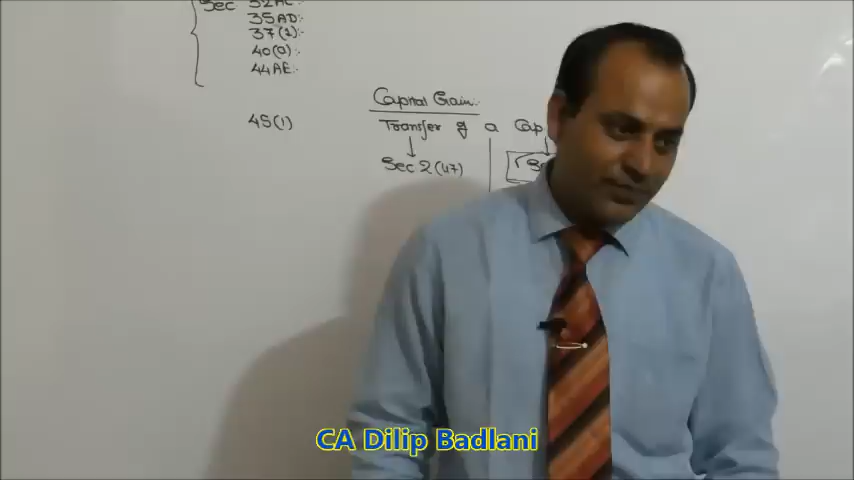 Sec 32AC
35AD:-
37(1):-
40(a):-
44AE:-
Capital Gain:-
45(1)
Transfer of a Cap
Sec 2(47)
CA Dilip Badlani